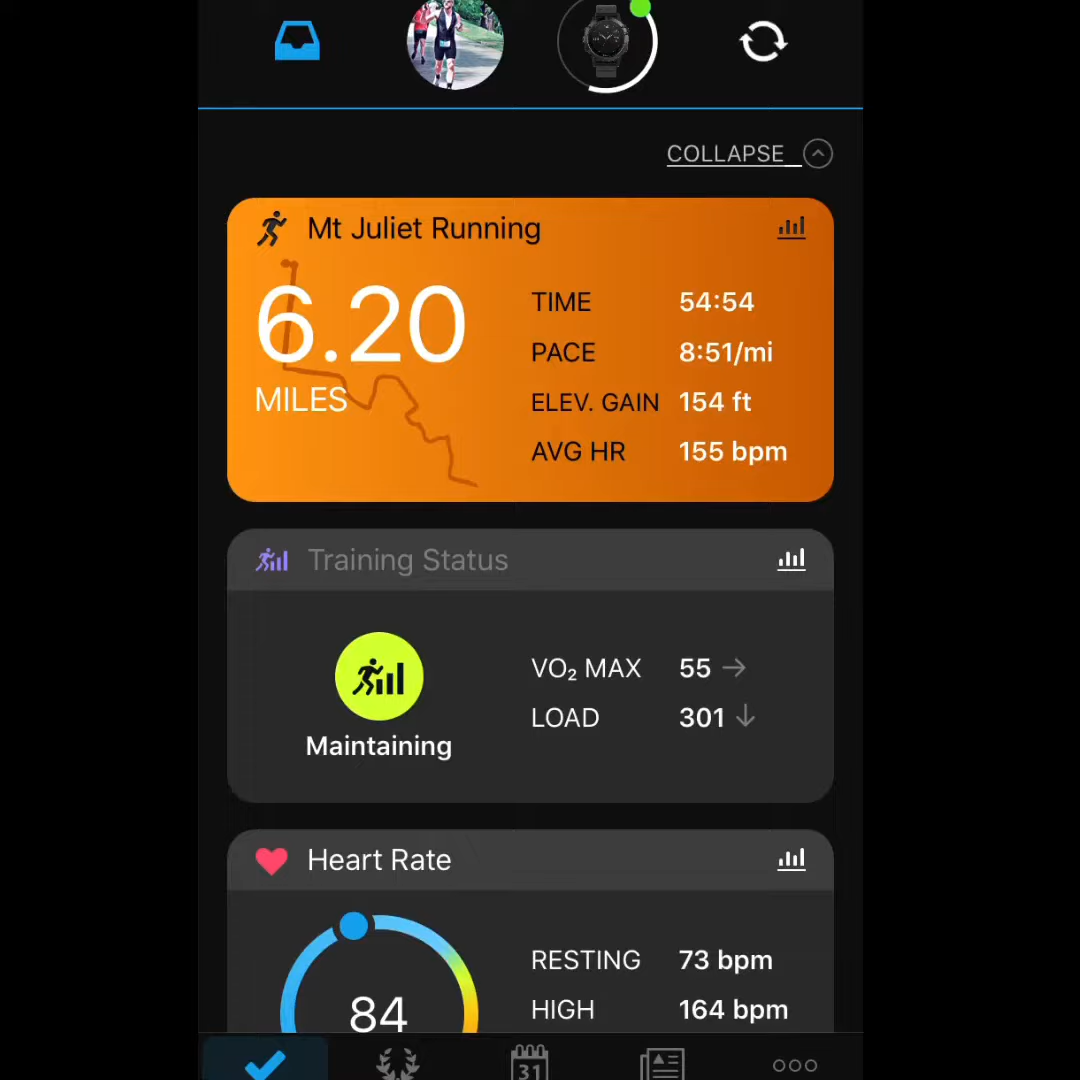 COLLAPSE
Mt Juliet Running
6.20
MILES
TIME 54:54
PACE 8:51/mi
ELEV. GAIN 154 ft
AVG HR 155 bpm
Training Status
Maintaining
VO₂ MAX 55
LOAD 301
Heart Rate
84
RESTING 73 bpm
HIGH 164 bpm
31